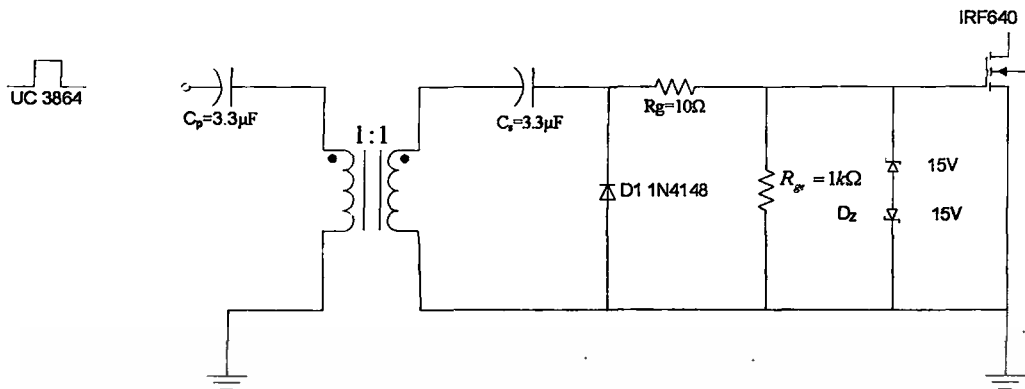 IRF640
UC 3864
Cp=3.3µF
1:1
Cs=3.3µF
Rg=10Ω
D1 1N4148
Rgs = 1kΩ
15V
Dz
15V